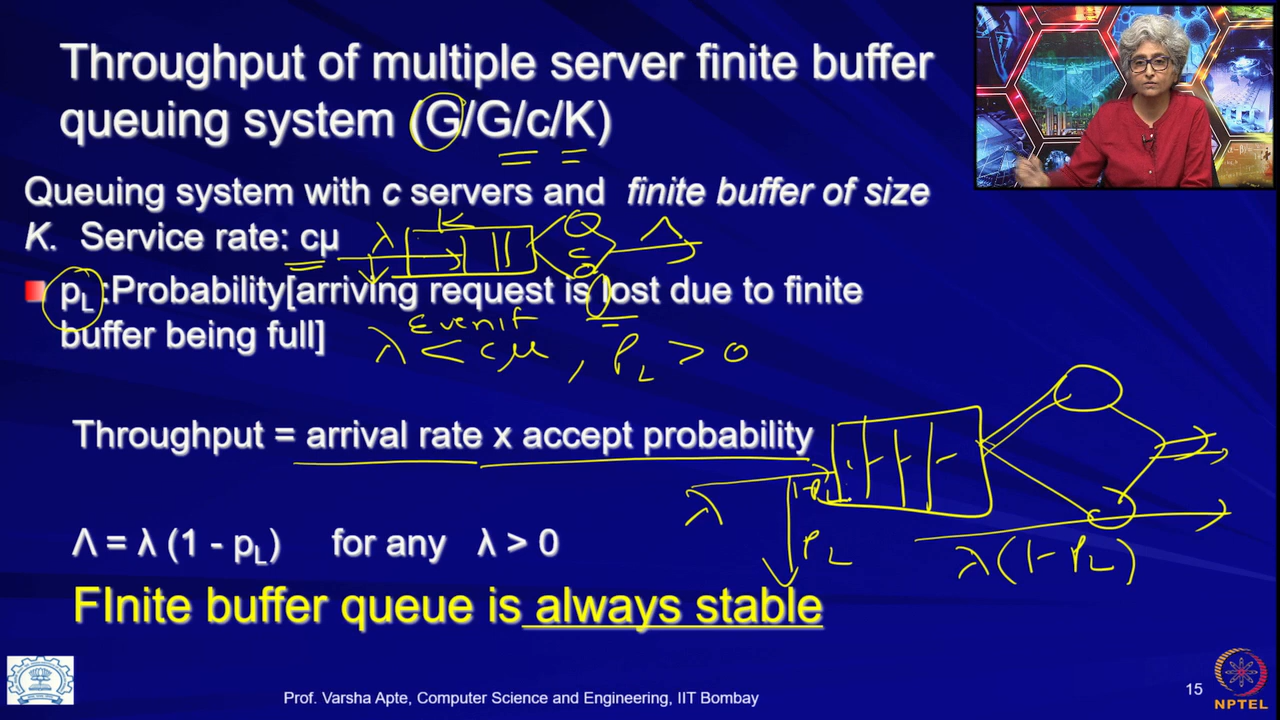 Throughput of multiple server finite buffer
queuing system (G/G/c/K)
Queuing system with c servers and finite buffer of size
K. Service rate: cμ
λ K Q c Λ
pL :Probability[arriving request is lost due to finite
buffer being full]
Even if
λ < cμ , PL > 0
Throughput = arrival rate x accept probability
λ 1-PL PL
Λ = λ (1 - pL) for any λ > 0
λ(1-PL)
FInite buffer queue is always stable
Prof. Varsha Apte, Computer Science and Engineering, IIT Bombay
15
NPTEL